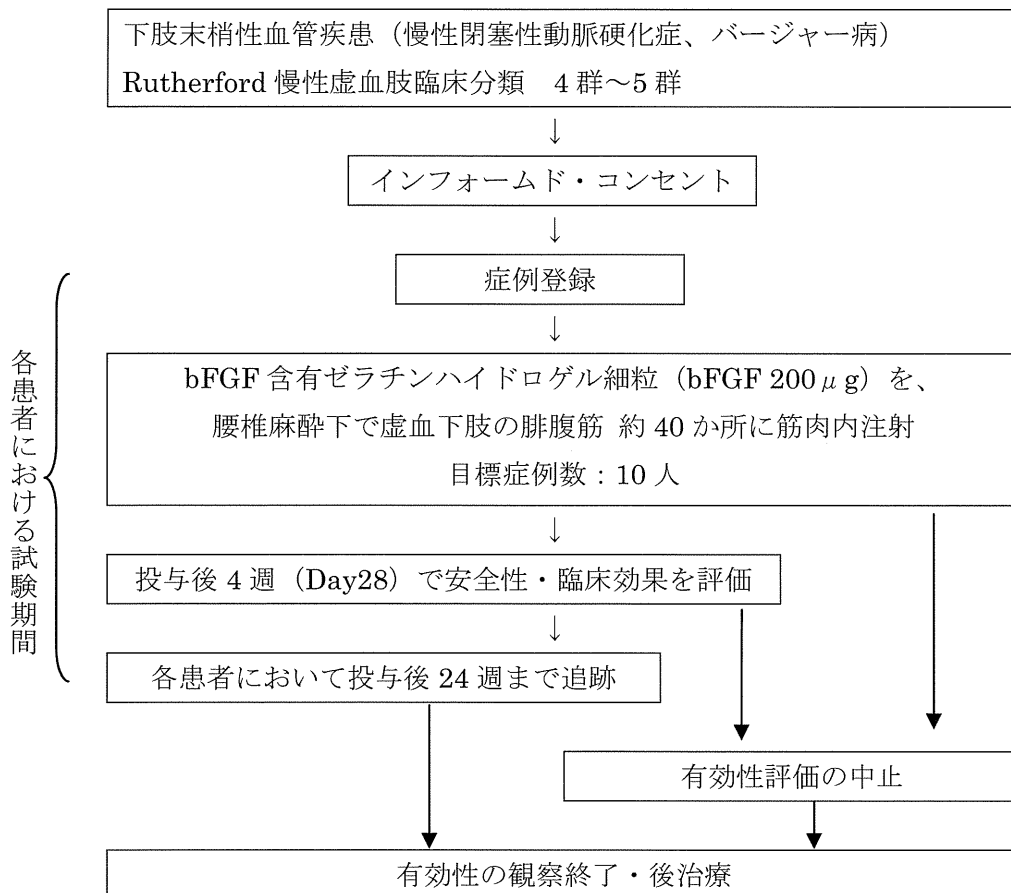 下肢末梢性血管疾患（慢性閉塞性動脈硬化症、バージャー病）
Rutherford 慢性虚血肢臨床分類　4 群～5 群
↓
インフォームド・コンセント
↓
症例登録
↓
各患者における試験期間
bFGF 含有ゼラチンハイドロゲル細粒（bFGF 200μg）を、
腰椎麻酔下で虚血下肢の腓腹筋 約 40 か所に筋肉内注射
目標症例数：10 人
↓
投与後 4 週（Day28）で安全性・臨床効果を評価
↓
各患者において投与後 24 週まで追跡
有効性評価の中止
有効性の観察終了・後治療